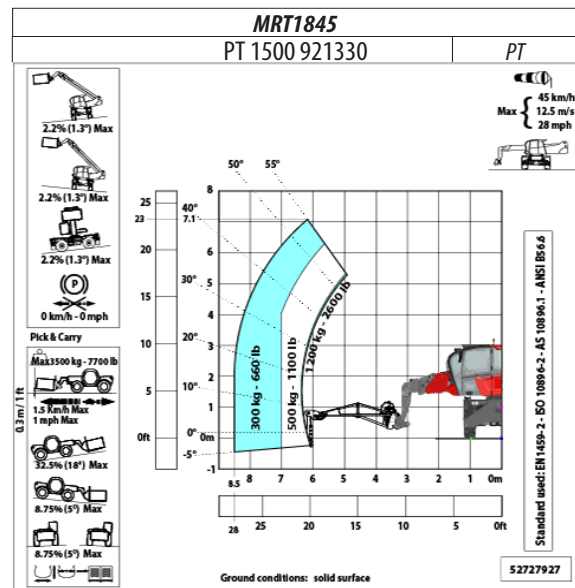 MRT1845
PT 1500 921330
PT
2.2% (1.3°) Max
2.2% (1.3°) Max
2.2% (1.3°) Max
P
0 km/h - 0 mph
Pick & Carry
Max3500 kg - 7700 lb
1.5 Km/h Max
1 mph Max
32.5% (18°) Max
8.75% (5°) Max
8.75% (5°) Max
0.3 m / 1 ft
Max
45 km/h
12.5 m/s
28 mph
50°
55°
40°
30°
20°
10°
0°
-5°
25
23
20
15
10
5
0ft
8
7.1
6
5
4
3
2
1
0m
-1
300 kg - 660 lb
500 kg - 1100 lb
1200 kg - 2600 lb
8.5
8
7
6
5
4
3
2
1
0m
28
25
20
15
10
5
0ft
Ground conditions: solid surface
Standard used: EN1459-2 - ISO 10896-2 - AS 10896.1 - ANSI B56.6
52727927